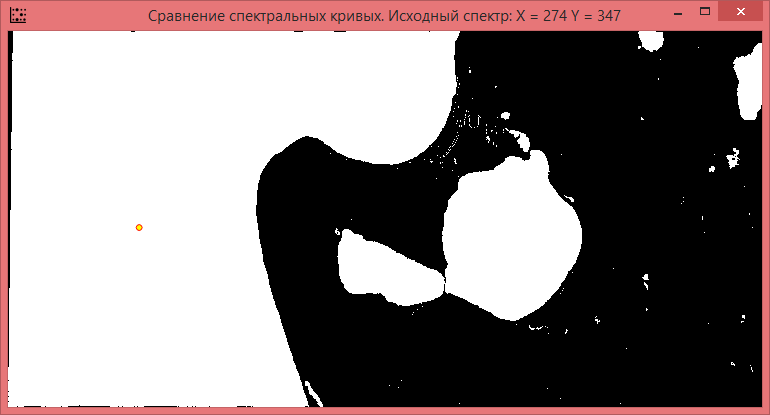 Сравнение спектральных кривых. Исходный спектр: X = 274 Y = 347